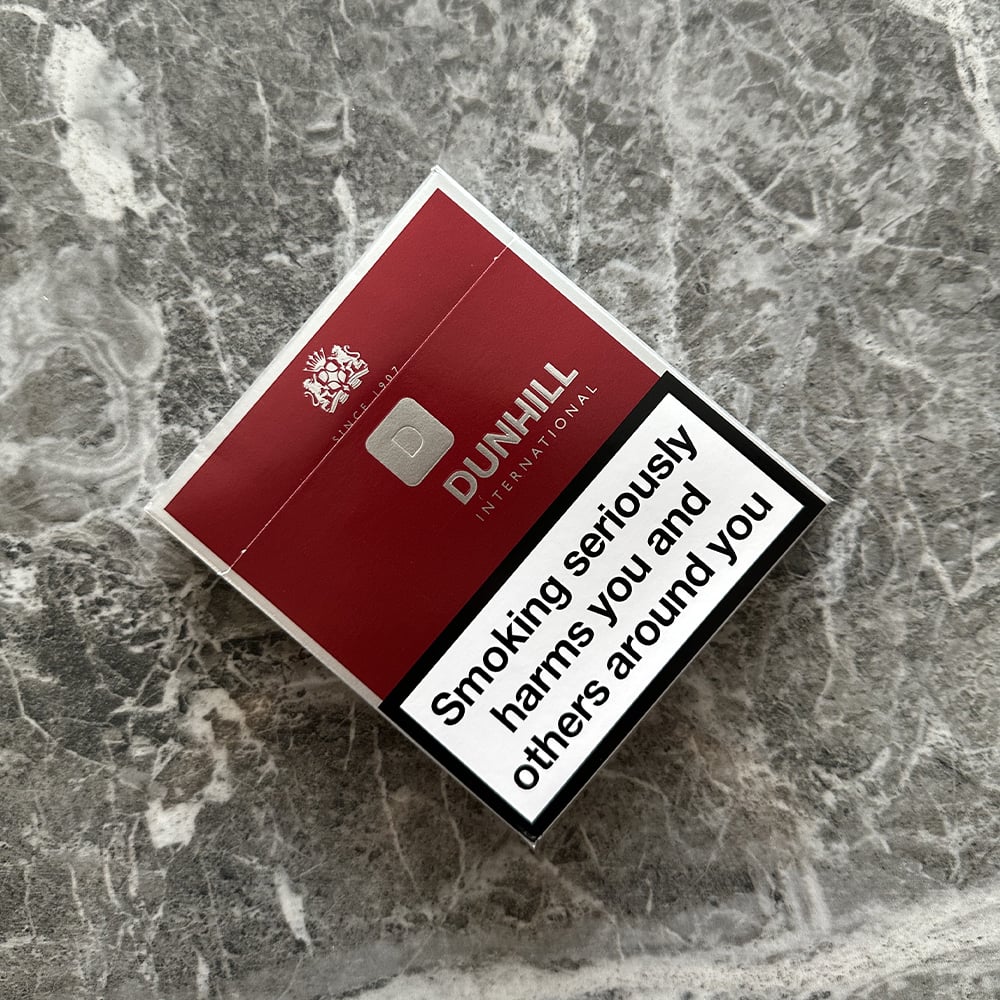 SINCE 1907
D
DUNHILL
INTERNATIONAL
Smoking seriously
harms you and
others around you